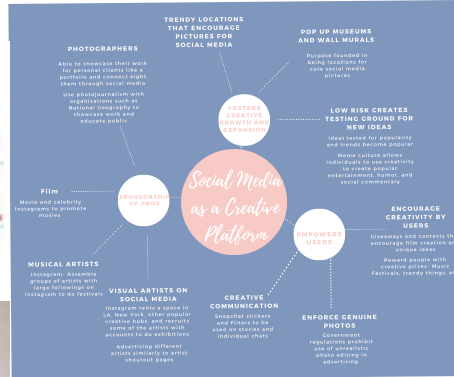 TRENDY LOCATIONS
THAT ENCOURAGE
PICTURES FOR
SOCIAL MEDIA
POP UP MUSEUMS
AND WALL MURALS
Purpose founded in
being locations for
cute social media
pictures
PHOTOGRAPHERS
Able to showcase their work
for personal clients like a
portfolio and connect eight
them through social media
Use photojournalism with
organizations such as
National Geography to
showcase work and
educate public
FOSTERS
CREATIVE
GROWTH AND
EXPANSION
LOW RISK CREATES
TESTING GROUND FOR
NEW IDEAS
Ideas tested for popularity
and trends become popular
Meme culture allows
individuals to use creativity
to create popular
entertainment, humor, and
social commentary
Social Media
as a Creative
Platform
Film
Movie and celebrity
Instagrams to promote
movies
SPONSORSHIP
OF PROS
ENCOURAGE
CREATIVITY BY
USERS
Giveaways and contests th
encourage film creation a
unique ideas
Reward people with
creative prizes: Music
Festivals, trendy things, et
EMPOWERS
USERS
MUSICAL ARTISTS
Instagram: Assemble
groups of artists with
large followings on
Instagram to do festivals
VISUAL ARTISTS ON
SOCIAL MEDIA
Instagram rents a space in
LA, New York, other popular
creative hubs, and recruits
some of the artists with
accounts to do exhibitions
Advertising different
artists similarly to artist
shoutout pages
CREATIVE
COMMUNICATION
Snapchat stickers
and Filters to be
used on stories and
individual chats
ENFORCE GENUINE
PHOTOS
Government
regulations prohibit
use of unrealistic
photo editing in
advertising